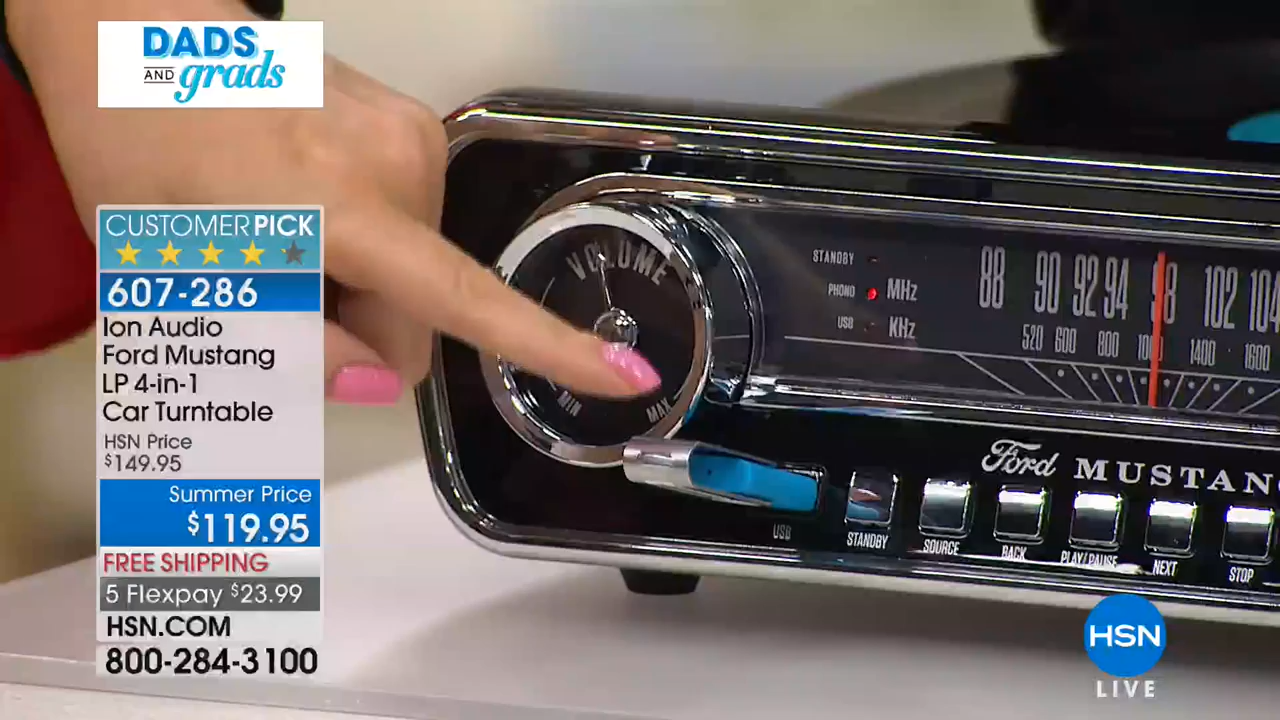 DADS
AND grads
CUSTOMER PICK
607-286
Ion Audio
Ford Mustang
LP 4-in-1
Car Turntable
HSN Price
$149.95
Summer Price
$119.95
FREE SHIPPING
5 Flexpay $23.99
HSN.COM
800-284-3100
VOLUME
MIN MAX
STANDBY
PHONO MHz
USB KHz
88 90 92 94 98 102 104
520 600 800 1000 1400 1600
Ford MUSTANG
USB STANDBY SOURCE BACK PLAY/PAUSE NEXT STOP
HSN
LIVE